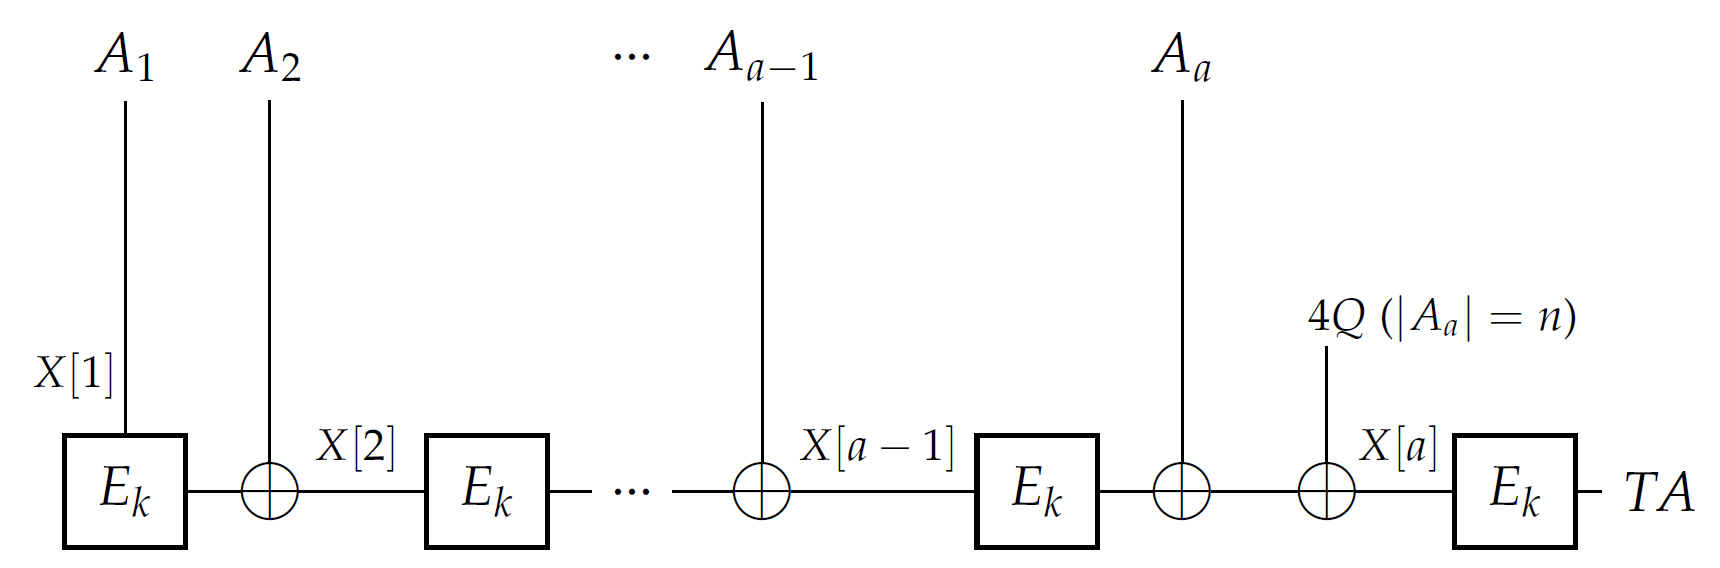 A₁ A₂ ... Aₐ₋₁ Aₐ
4Q (|Aₐ| = n)
X[1]
X[2] X[a − 1] X[a]
Eₖ Eₖ ... Eₖ Eₖ TA